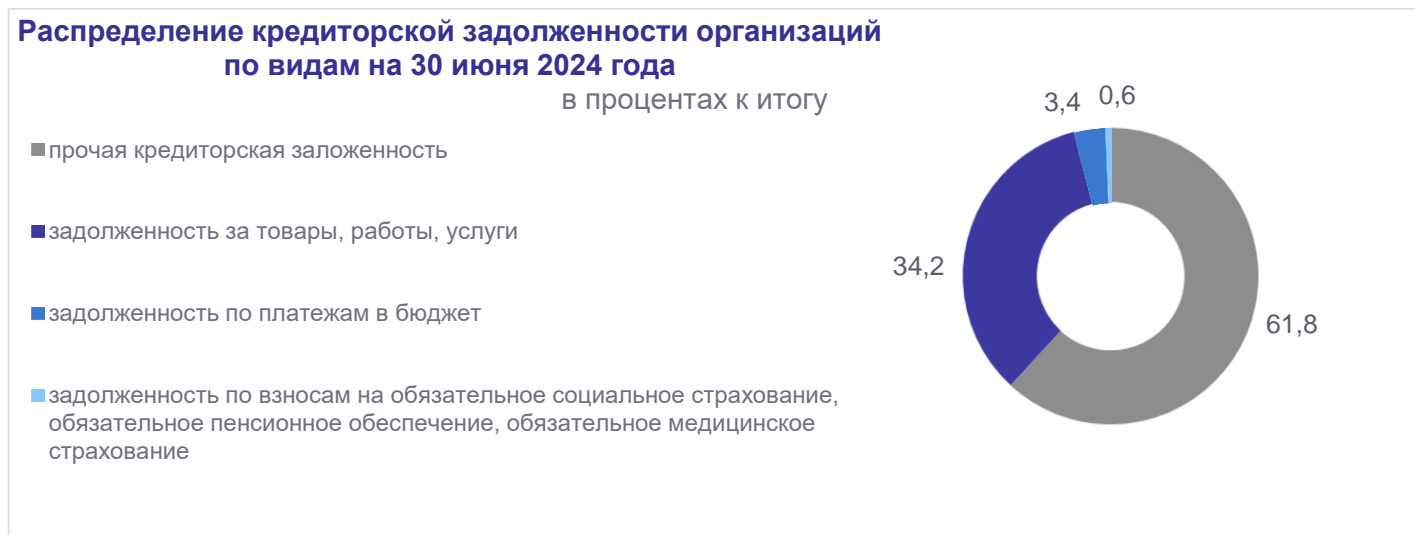 Распределение кредиторской задолженности организаций
по видам на 30 июня 2024 года
в процентах к итогу
прочая кредиторская заложенность
задолженность за товары, работы, услуги
задолженность по платежам в бюджет
задолженность по взносам на обязательное социальное страхование,
обязательное пенсионное обеспечение, обязательное медицинское
страхование
3,4
0,6
34,2
61,8